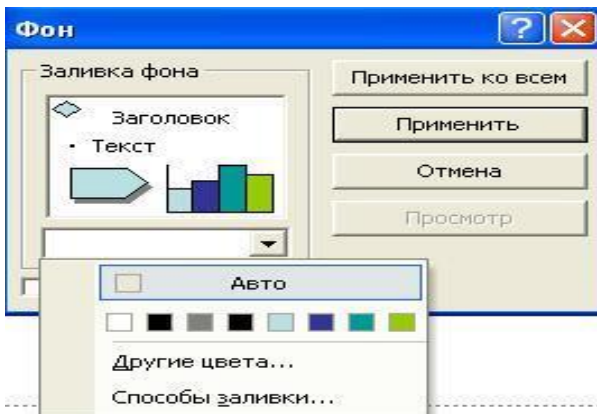 Фон
Заливка фона
Заголовок
• Текст
Применить ко всем
Применить
Отмена
Просмотр
Авто
Другие цвета...
Способы заливки...